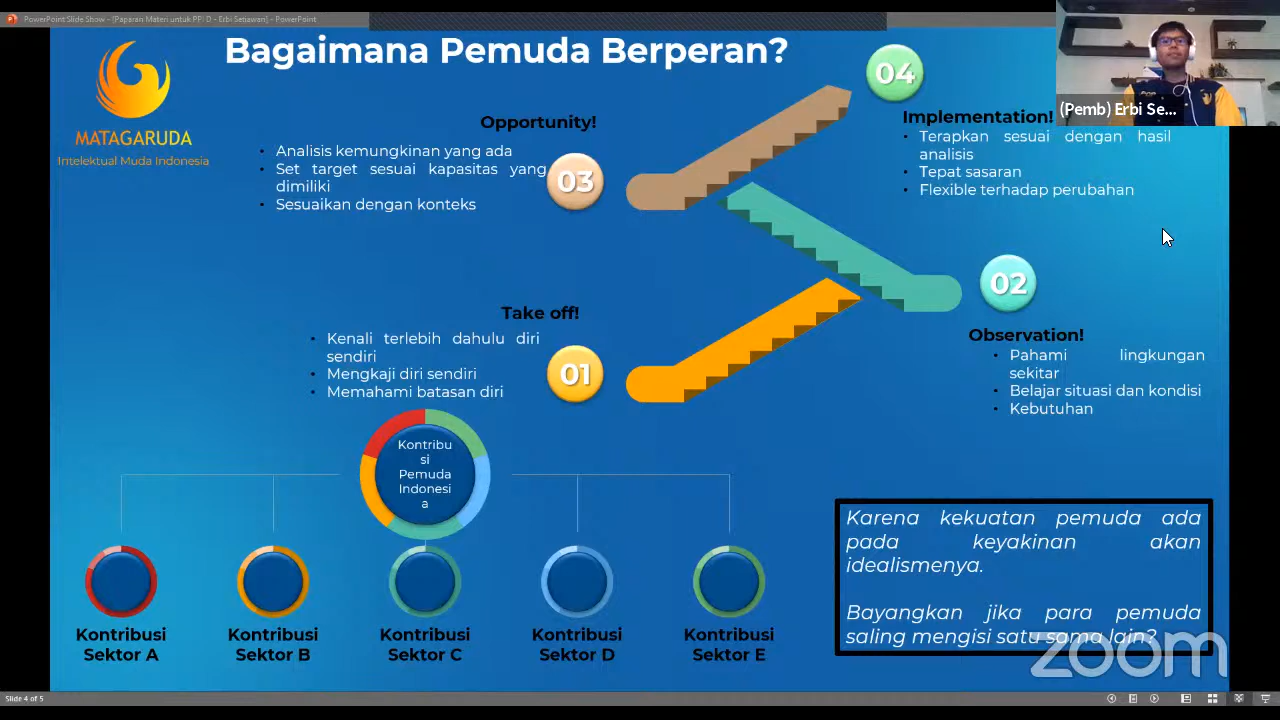 PowerPoint Slide Show - [Paparan Materi untuk PPI D - Erbi Setiawan] - PowerPoint
Bagaimana Pemuda Berperan?
MATAGARUDA
Intelektual Muda Indonesia
(Pemb) Erbi Se...
04
Implementation!
• Terapkan sesuai dengan hasil
analisis
• Tepat sasaran
• Flexible terhadap perubahan
Opportunity!
• Analisis kemungkinan yang ada
• Set target sesuai kapasitas yang
dimiliki
• Sesuaikan dengan konteks
03
02
Observation!
• Pahami lingkungan
sekitar
• Belajar situasi dan kondisi
• Kebutuhan
Take off!
• Kenali terlebih dahulu diri
sendiri
• Mengkaji diri sendiri
• Memahami batasan diri
01
Kontribu
si
Pemuda
Indonesi
a
Kontribusi
Sektor A
Kontribusi
Sektor B
Kontribusi
Sektor C
Kontribusi
Sektor D
Kontribusi
Sektor E
Karena kekuatan pemuda ada
pada keyakinan akan
idealismenya.
Bayangkan jika para pemuda
saling mengisi satu sama lain?
zoom
Slide 4 of 5